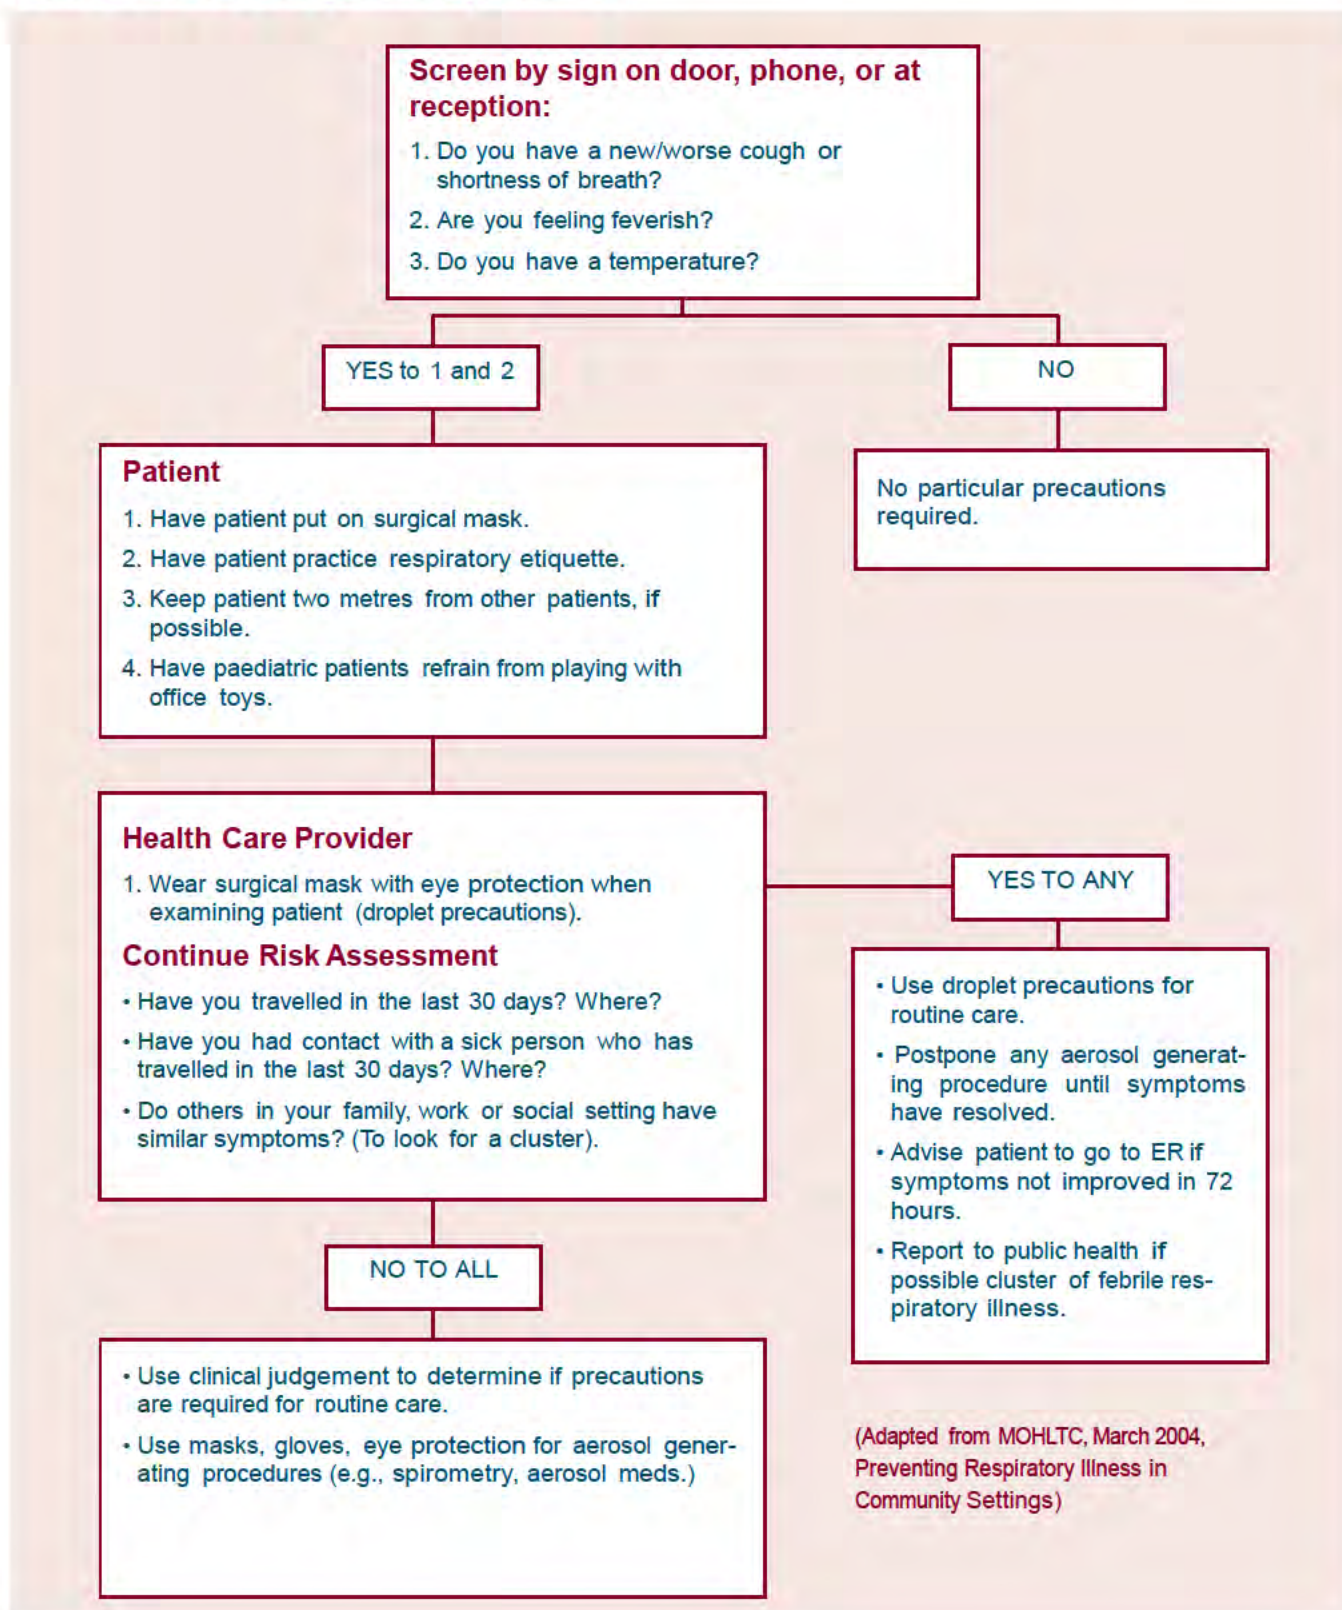 Screen by sign on door, phone, or at
reception:
1. Do you have a new/worse cough or
shortness of breath?
2. Are you feeling feverish?
3. Do you have a temperature?
YES to 1 and 2
NO
Patient
1. Have patient put on surgical mask.
2. Have patient practice respiratory etiquette.
3. Keep patient two metres from other patients, if
possible.
4. Have paediatric patients refrain from playing with
office toys.
No particular precautions
required.
Health Care Provider
1. Wear surgical mask with eye protection when
examining patient (droplet precautions).
Continue Risk Assessment
• Have you travelled in the last 30 days? Where?
• Have you had contact with a sick person who has
travelled in the last 30 days? Where?
• Do others in your family, work or social setting have
similar symptoms? (To look for a cluster).
YES TO ANY
• Use droplet precautions for
routine care.
• Postpone any aerosol generat-
ing procedure until symptoms
have resolved.
• Advise patient to go to ER if
symptoms not improved in 72
hours.
• Report to public health if
possible cluster of febrile res-
piratory illness.
NO TO ALL
• Use clinical judgement to determine if precautions
are required for routine care.
• Use masks, gloves, eye protection for aerosol gener-
ating procedures (e.g., spirometry, aerosol meds.)
(Adapted from MOHLTC, March 2004,
Preventing Respiratory Illness in
Community Settings)